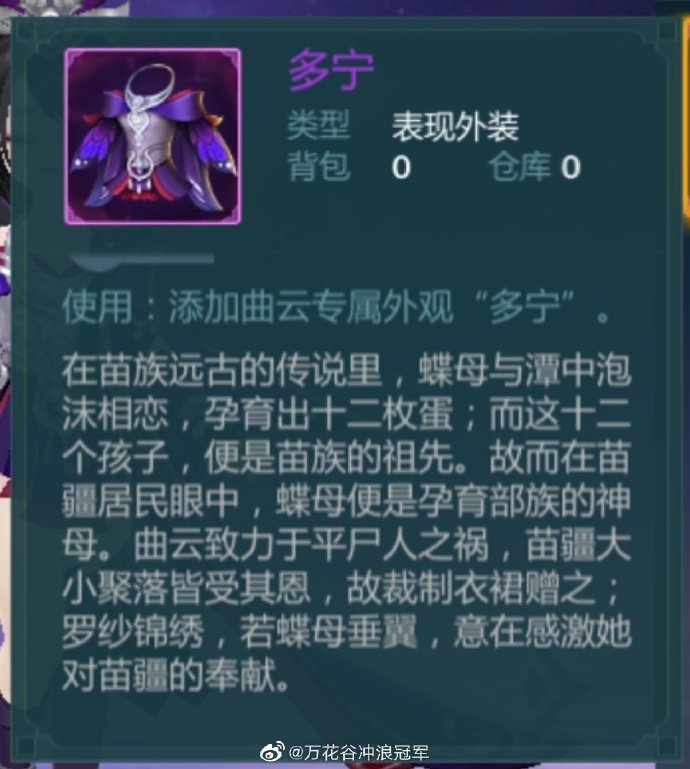 多宁
类型 表现外装
背包 0 仓库 0
使用：添加曲云专属外观“多宁”。
在苗族远古的传说里，蝶母与潭中泡
沫相恋，孕育出十二枚蛋；而这十二
个孩子，便是苗族的祖先。故而在苗
疆居民眼中，蝶母便是孕育部族的神
母。曲云致力于平尸人之祸，苗疆大
小聚落皆受其恩，故裁制衣裙赠之；
罗纱锦绣，若蝶母垂翼，意在感激她
对苗疆的奉献。
@万花谷冲浪冠军